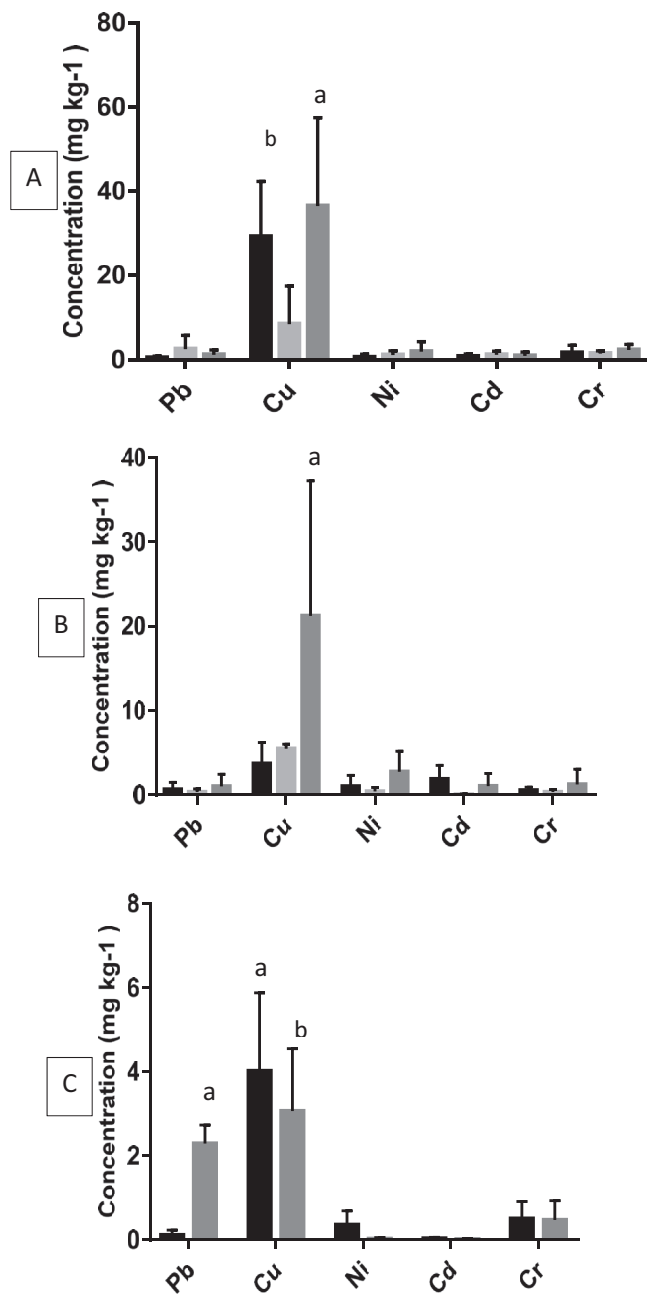 A
Concentration (mg kg-1 )
80
60
40
20
0
b
a
Pb
Cu
Ni
Cd
Cr
B
Concentration (mg kg-1 )
40
30
20
10
0
a
Pb
Cu
Ni
Cd
Cr
C
Concentration (mg kg-1 )
8
6
4
2
0
a
a
b
Pb
Cu
Ni
Cd
Cr